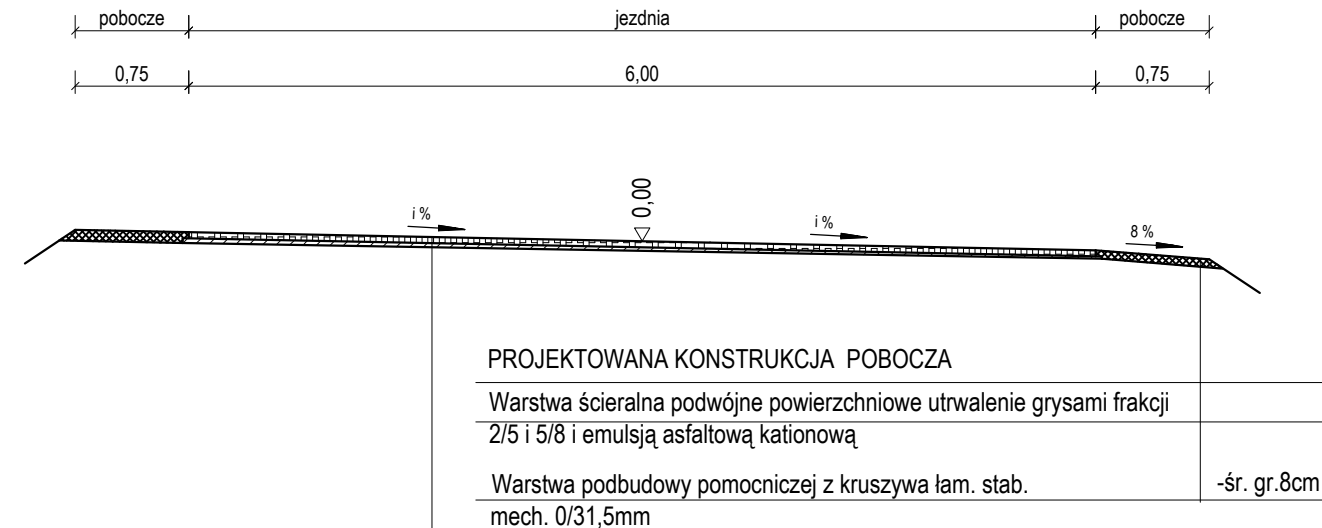 pobocze jezdnia pobocze
0,75 6,00 0,75
0,00
i % i % 8 %
PROJEKTOWANA KONSTRUKCJA POBOCZA
Warstwa ścieralna podwójne powierzchniowe utrwalenie grysami frakcji
2/5 i 5/8 i emulsją asfaltową kationową
Warstwa podbudowy pomocniczej z kruszywa łam. stab. -śr. gr.8cm
mech. 0/31,5mm